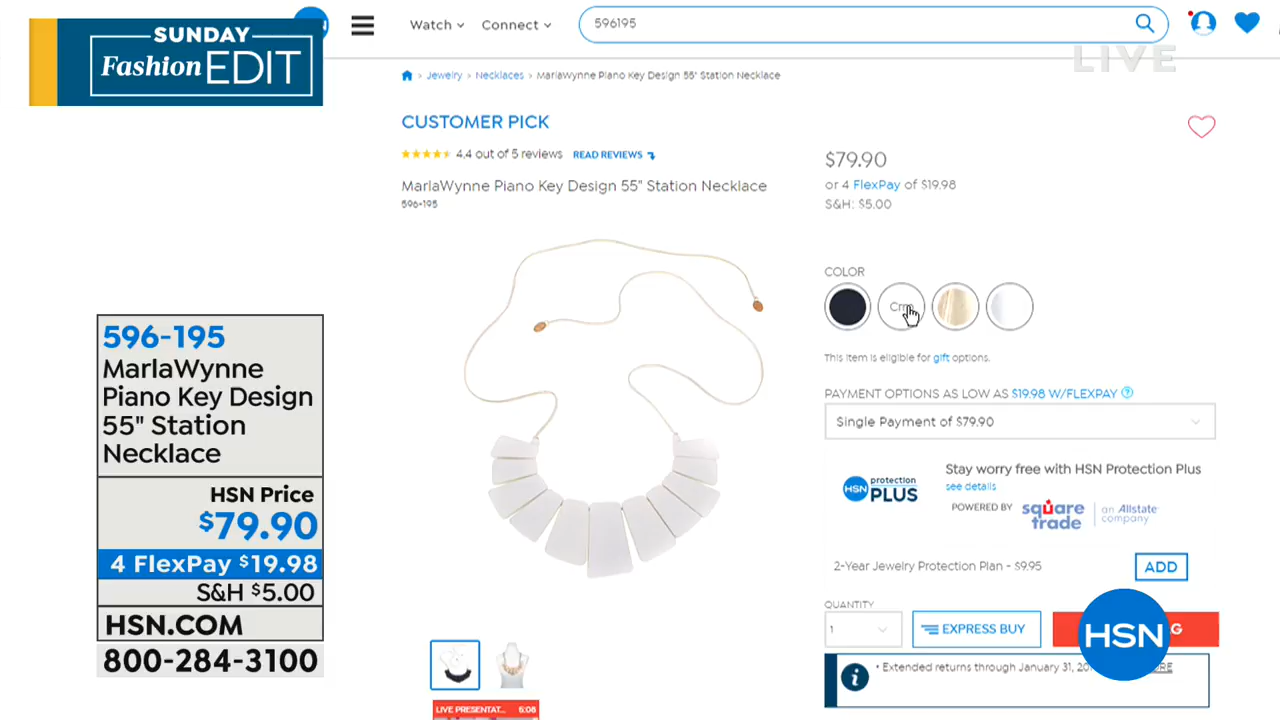 SUNDAY
Fashion EDIT
Watch
Connect
596195
LIVE
Jewelry > Necklaces > MarlaWynne Piano Key Design 55" Station Necklace
CUSTOMER PICK
4.4 out of 5 reviews READ REVIEWS
MarlaWynne Piano Key Design 55" Station Necklace
596-195
$79.90
or 4 FlexPay of $19.98
S&H: $5.00
COLOR
This item is eligible for gift options.
PAYMENT OPTIONS AS LOW AS $19.98 W/FLEXPAY ?
Single Payment of $79.90
HSN protection PLUS
Stay worry free with HSN Protection Plus
see details
POWERED BY square trade an Allstate company
2-Year Jewelry Protection Plan - $9.95
ADD
QUANTITY
1
EXPRESS BUY
G
HSN
i
• Extended returns through January 31, 20
RE
LIVE PRESENTAT... 5:06
596-195
MarlaWynne
Piano Key Design
55" Station
Necklace
HSN Price
$79.90
4 FlexPay $19.98
S&H $5.00
HSN.COM
800-284-3100